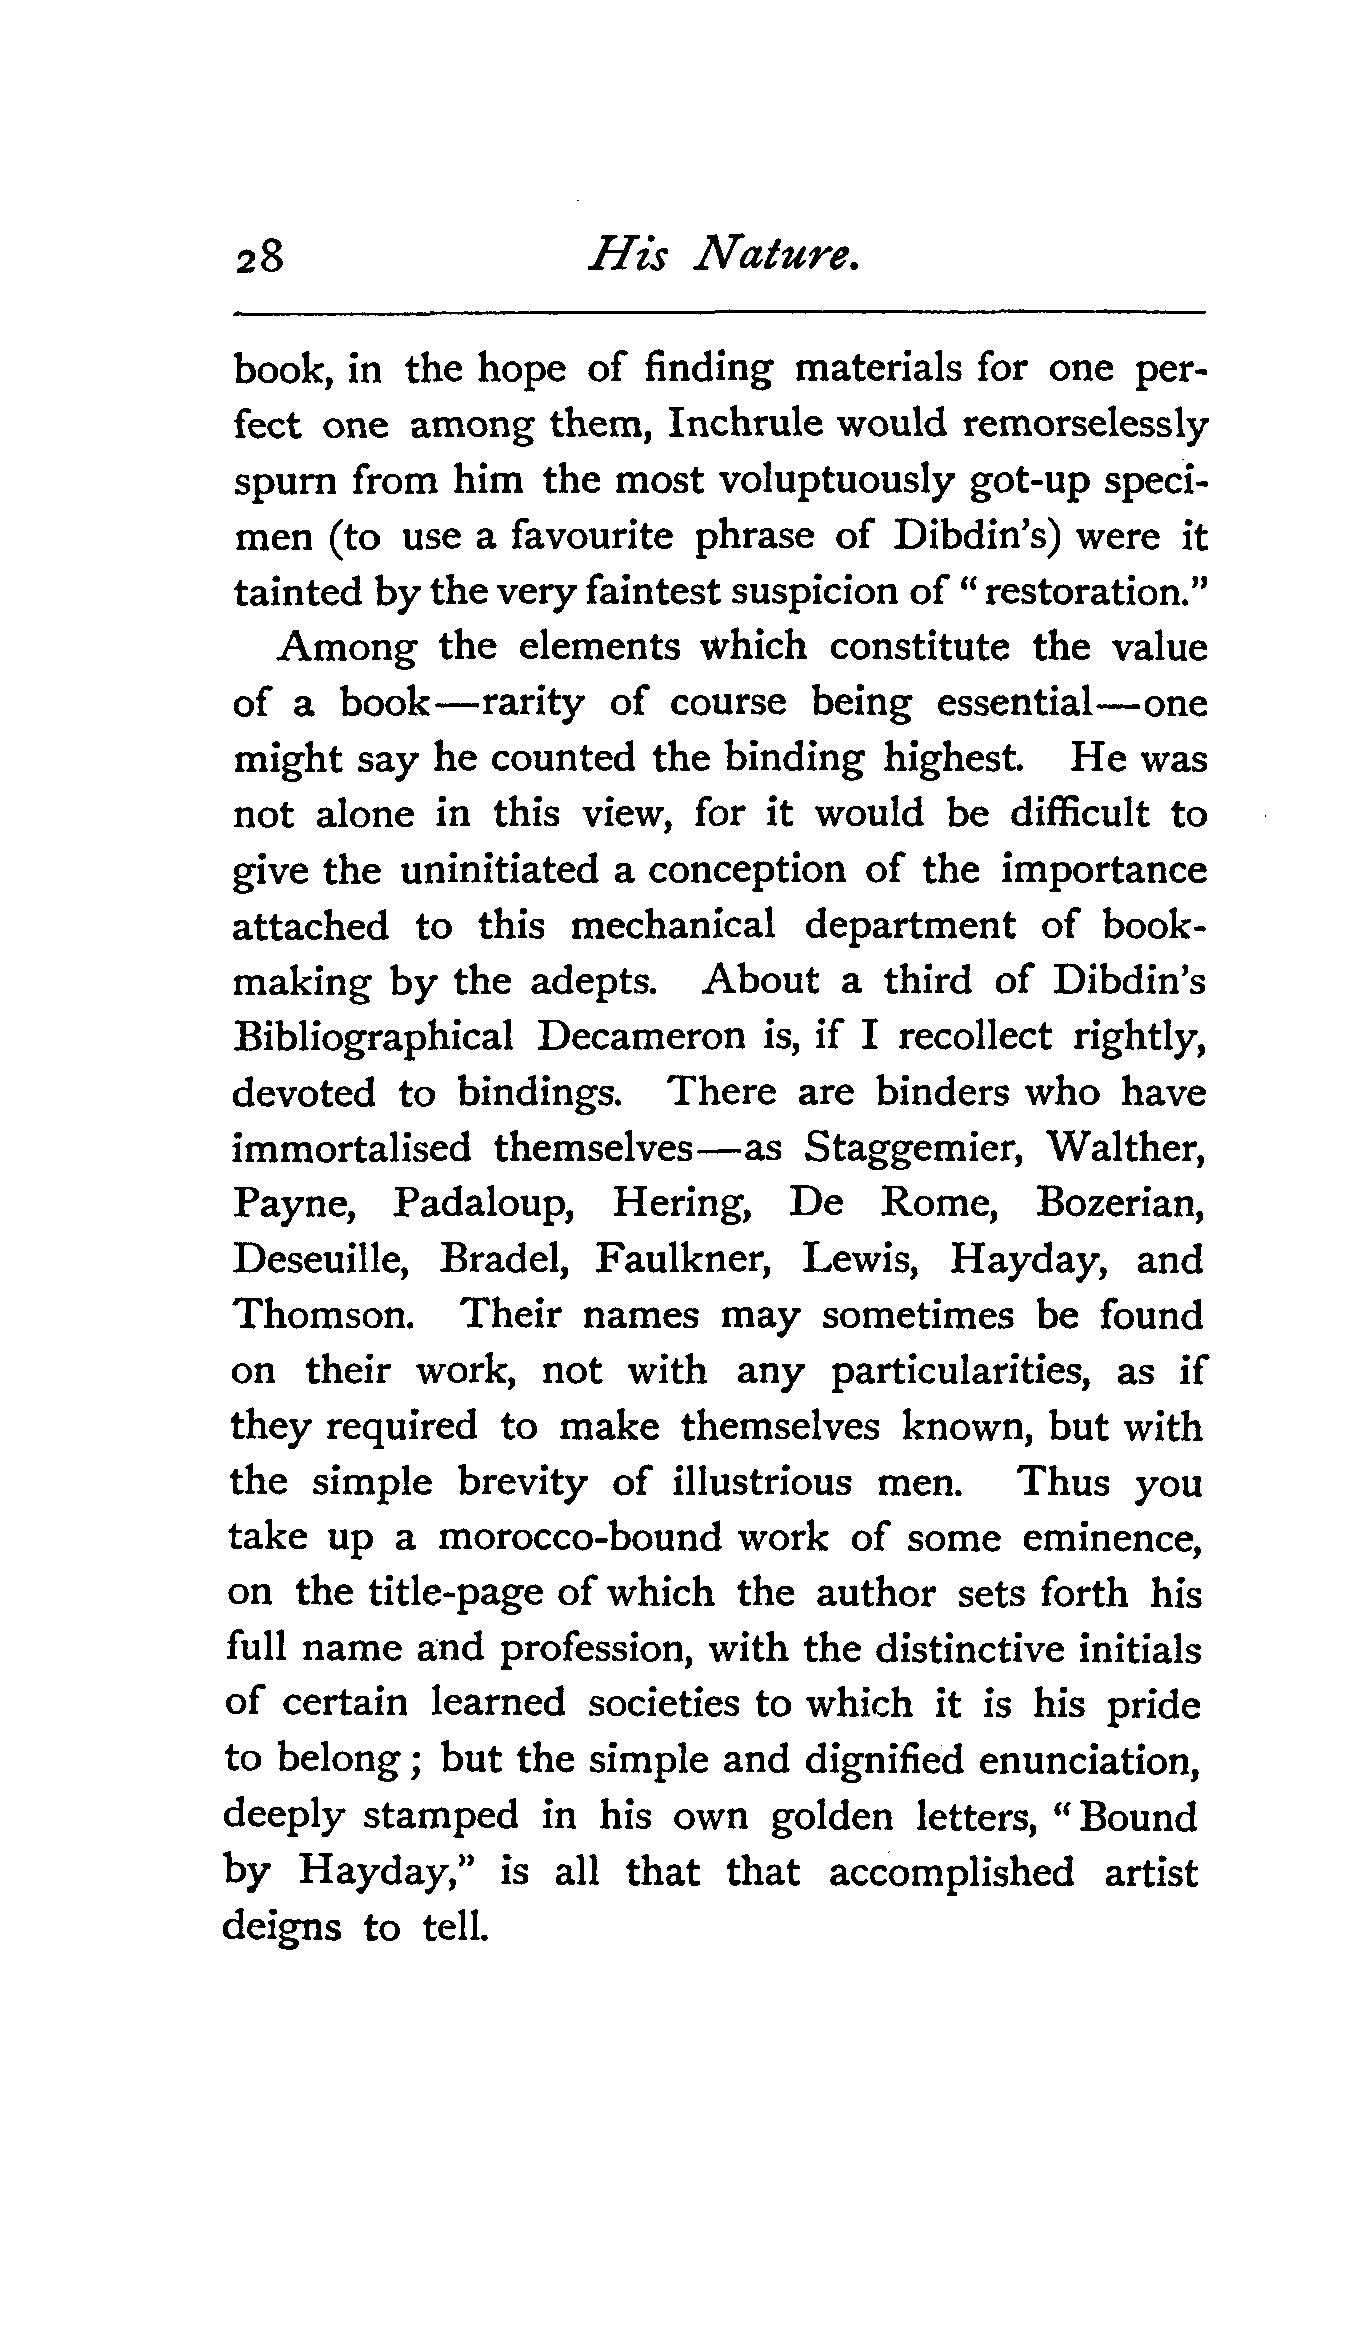 28 His Nature.
book, in the hope of finding materials for one per-
fect one among them, Inchrule would remorselessly
spurn from him the most voluptuously got-up speci-
men (to use a favourite phrase of Dibdin's) were it
tainted by the very faintest suspicion of "restoration."
Among the elements which constitute the value
of a book—rarity of course being essential—one
might say he counted the binding highest. He was
not alone in this view, for it would be difficult to
give the uninitiated a conception of the importance
attached to this mechanical department of book-
making by the adepts. About a third of Dibdin's
Bibliographical Decameron is, if I recollect rightly,
devoted to bindings. There are binders who have
immortalised themselves—as Staggemier, Walther,
Payne, Padaloup, Hering, De Rome, Bozerian,
Deseuille, Bradel, Faulkner, Lewis, Hayday, and
Thomson. Their names may sometimes be found
on their work, not with any particularities, as if
they required to make themselves known, but with
the simple brevity of illustrious men. Thus you
take up a morocco-bound work of some eminence,
on the title-page of which the author sets forth his
full name and profession, with the distinctive initials
of certain learned societies to which it is his pride
to belong; but the simple and dignified enunciation,
deeply stamped in his own golden letters, "Bound
by Hayday," is all that that accomplished artist
deigns to tell.